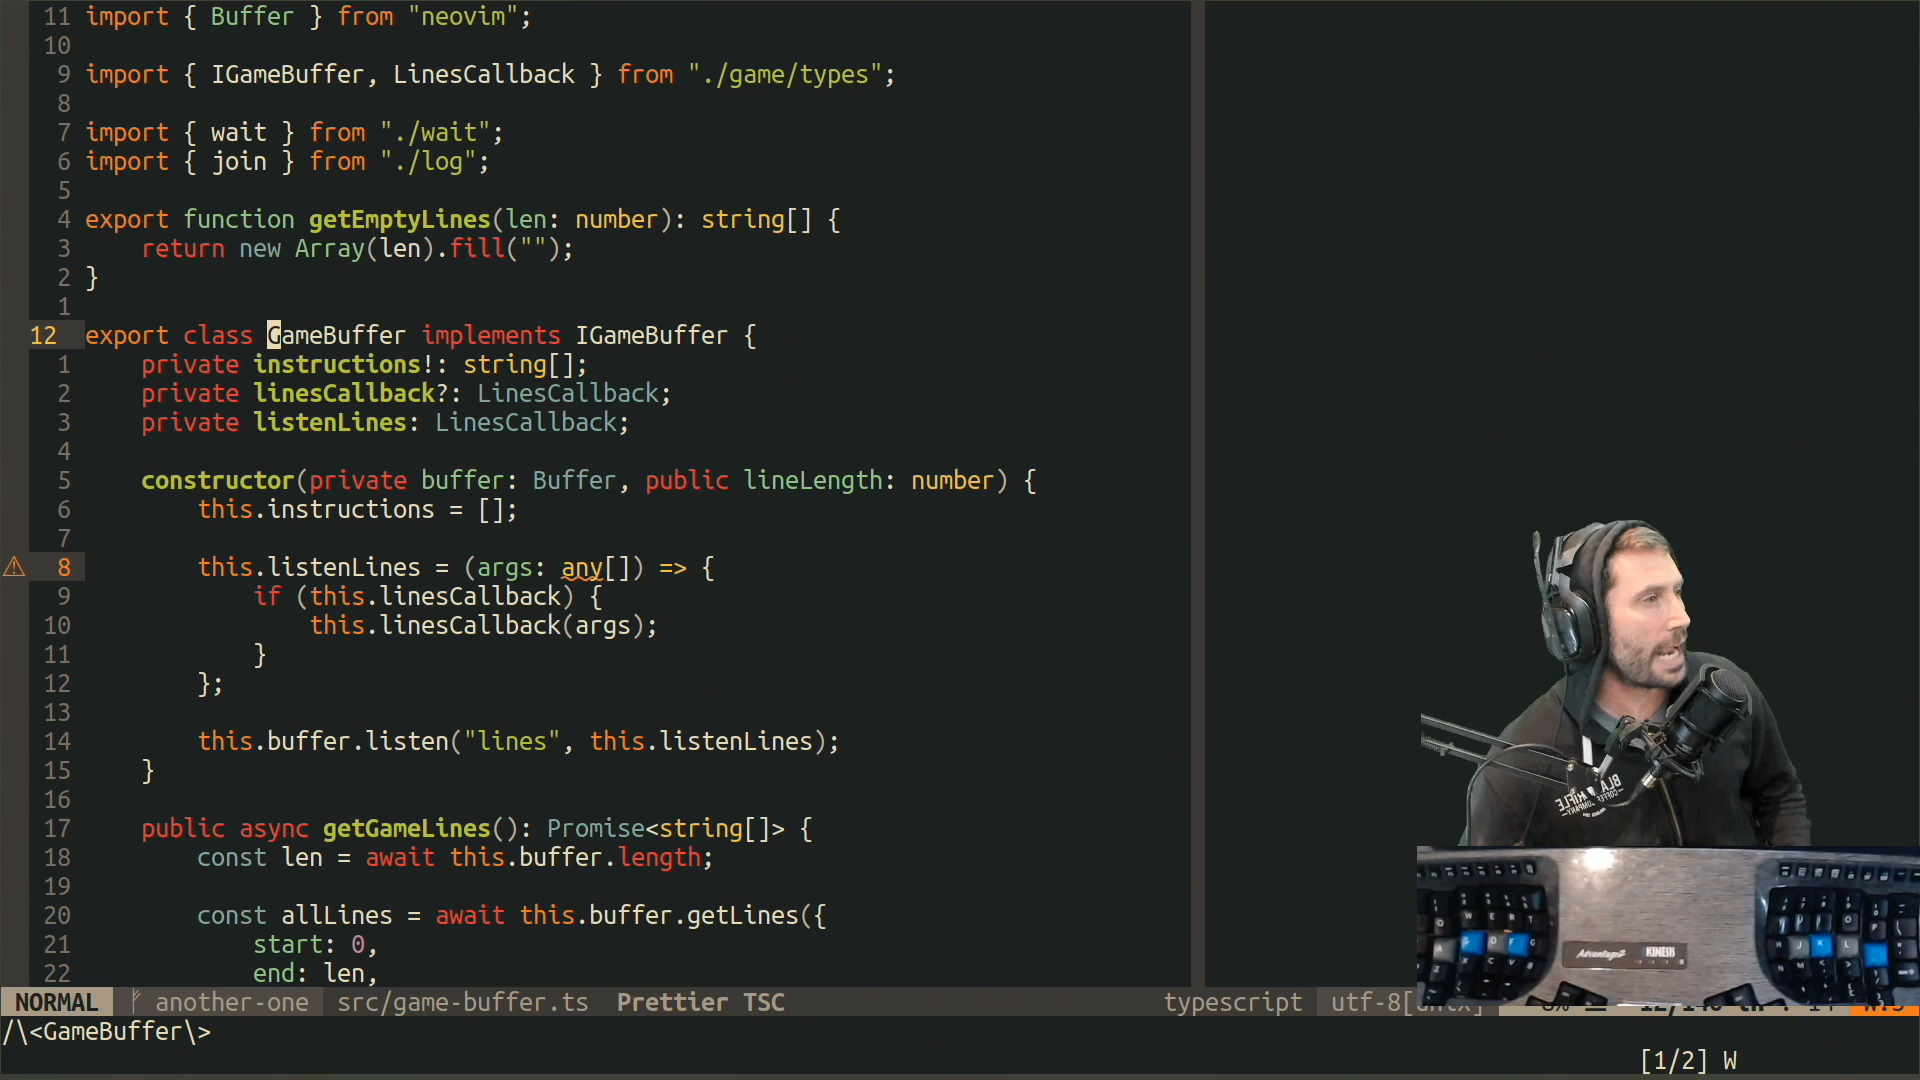 11 import { Buffer } from "neovim";
10
9 import { IGameBuffer, LinesCallback } from "./game/types";
8
7 import { wait } from "./wait";
6 import { join } from "./log";
5
4 export function getEmptyLines(len: number): string[] {
3     return new Array(len).fill("");
2 }
1
12 export class GameBuffer implements IGameBuffer {
1     private instructions!: string[];
2     private linesCallback?: LinesCallback;
3     private listenLines: LinesCallback;
4
5     constructor(private buffer: Buffer, public lineLength: number) {
6         this.instructions = [];
7
⚠ 8         this.listenLines = (args: any[]) => {
9             if (this.linesCallback) {
10                 this.linesCallback(args);
11             }
12         };
13
14         this.buffer.listen("lines", this.listenLines);
15     }
16
17     public async getGameLines(): Promise<string[]> {
18         const len = await this.buffer.length;
19
20         const allLines = await this.buffer.getLines({
21             start: 0,
22             end: len,
NORMAL another-one src/game-buffer.ts Prettier TSC typescript
/\<GameBuffer\>
[1/2] W
KINESIS